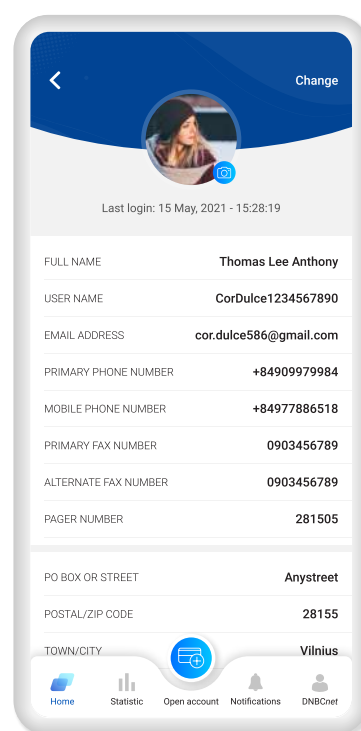 Change
Last login: 15 May, 2021 - 15:28:19
FULL NAME Thomas Lee Anthony
USER NAME CorDulce1234567890
EMAIL ADDRESS cor.dulce586@gmail.com
PRIMARY PHONE NUMBER +84909979984
MOBILE PHONE NUMBER +84977886518
PRIMARY FAX NUMBER 0903456789
ALTERNATE FAX NUMBER 0903456789
PAGER NUMBER 281505
PO BOX OR STREET Anystreet
POSTAL/ZIP CODE 28155
TOWN/CITY Vilnius
Home Statistic Open account Notifications DNBCnet